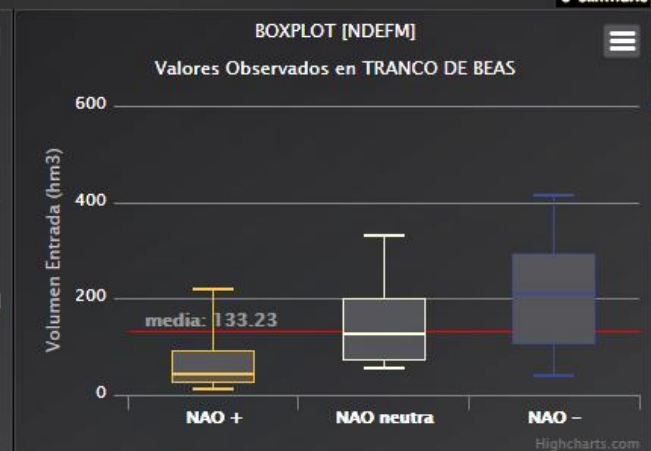 BOXPLOT [NDEFM]
Valores Observados en TRANCO DE BEAS
Volumen Entrada (hm3)
600
400
200
0
media: 133.23
NAO +
NAO neutra
NAO –
Highcharts.com